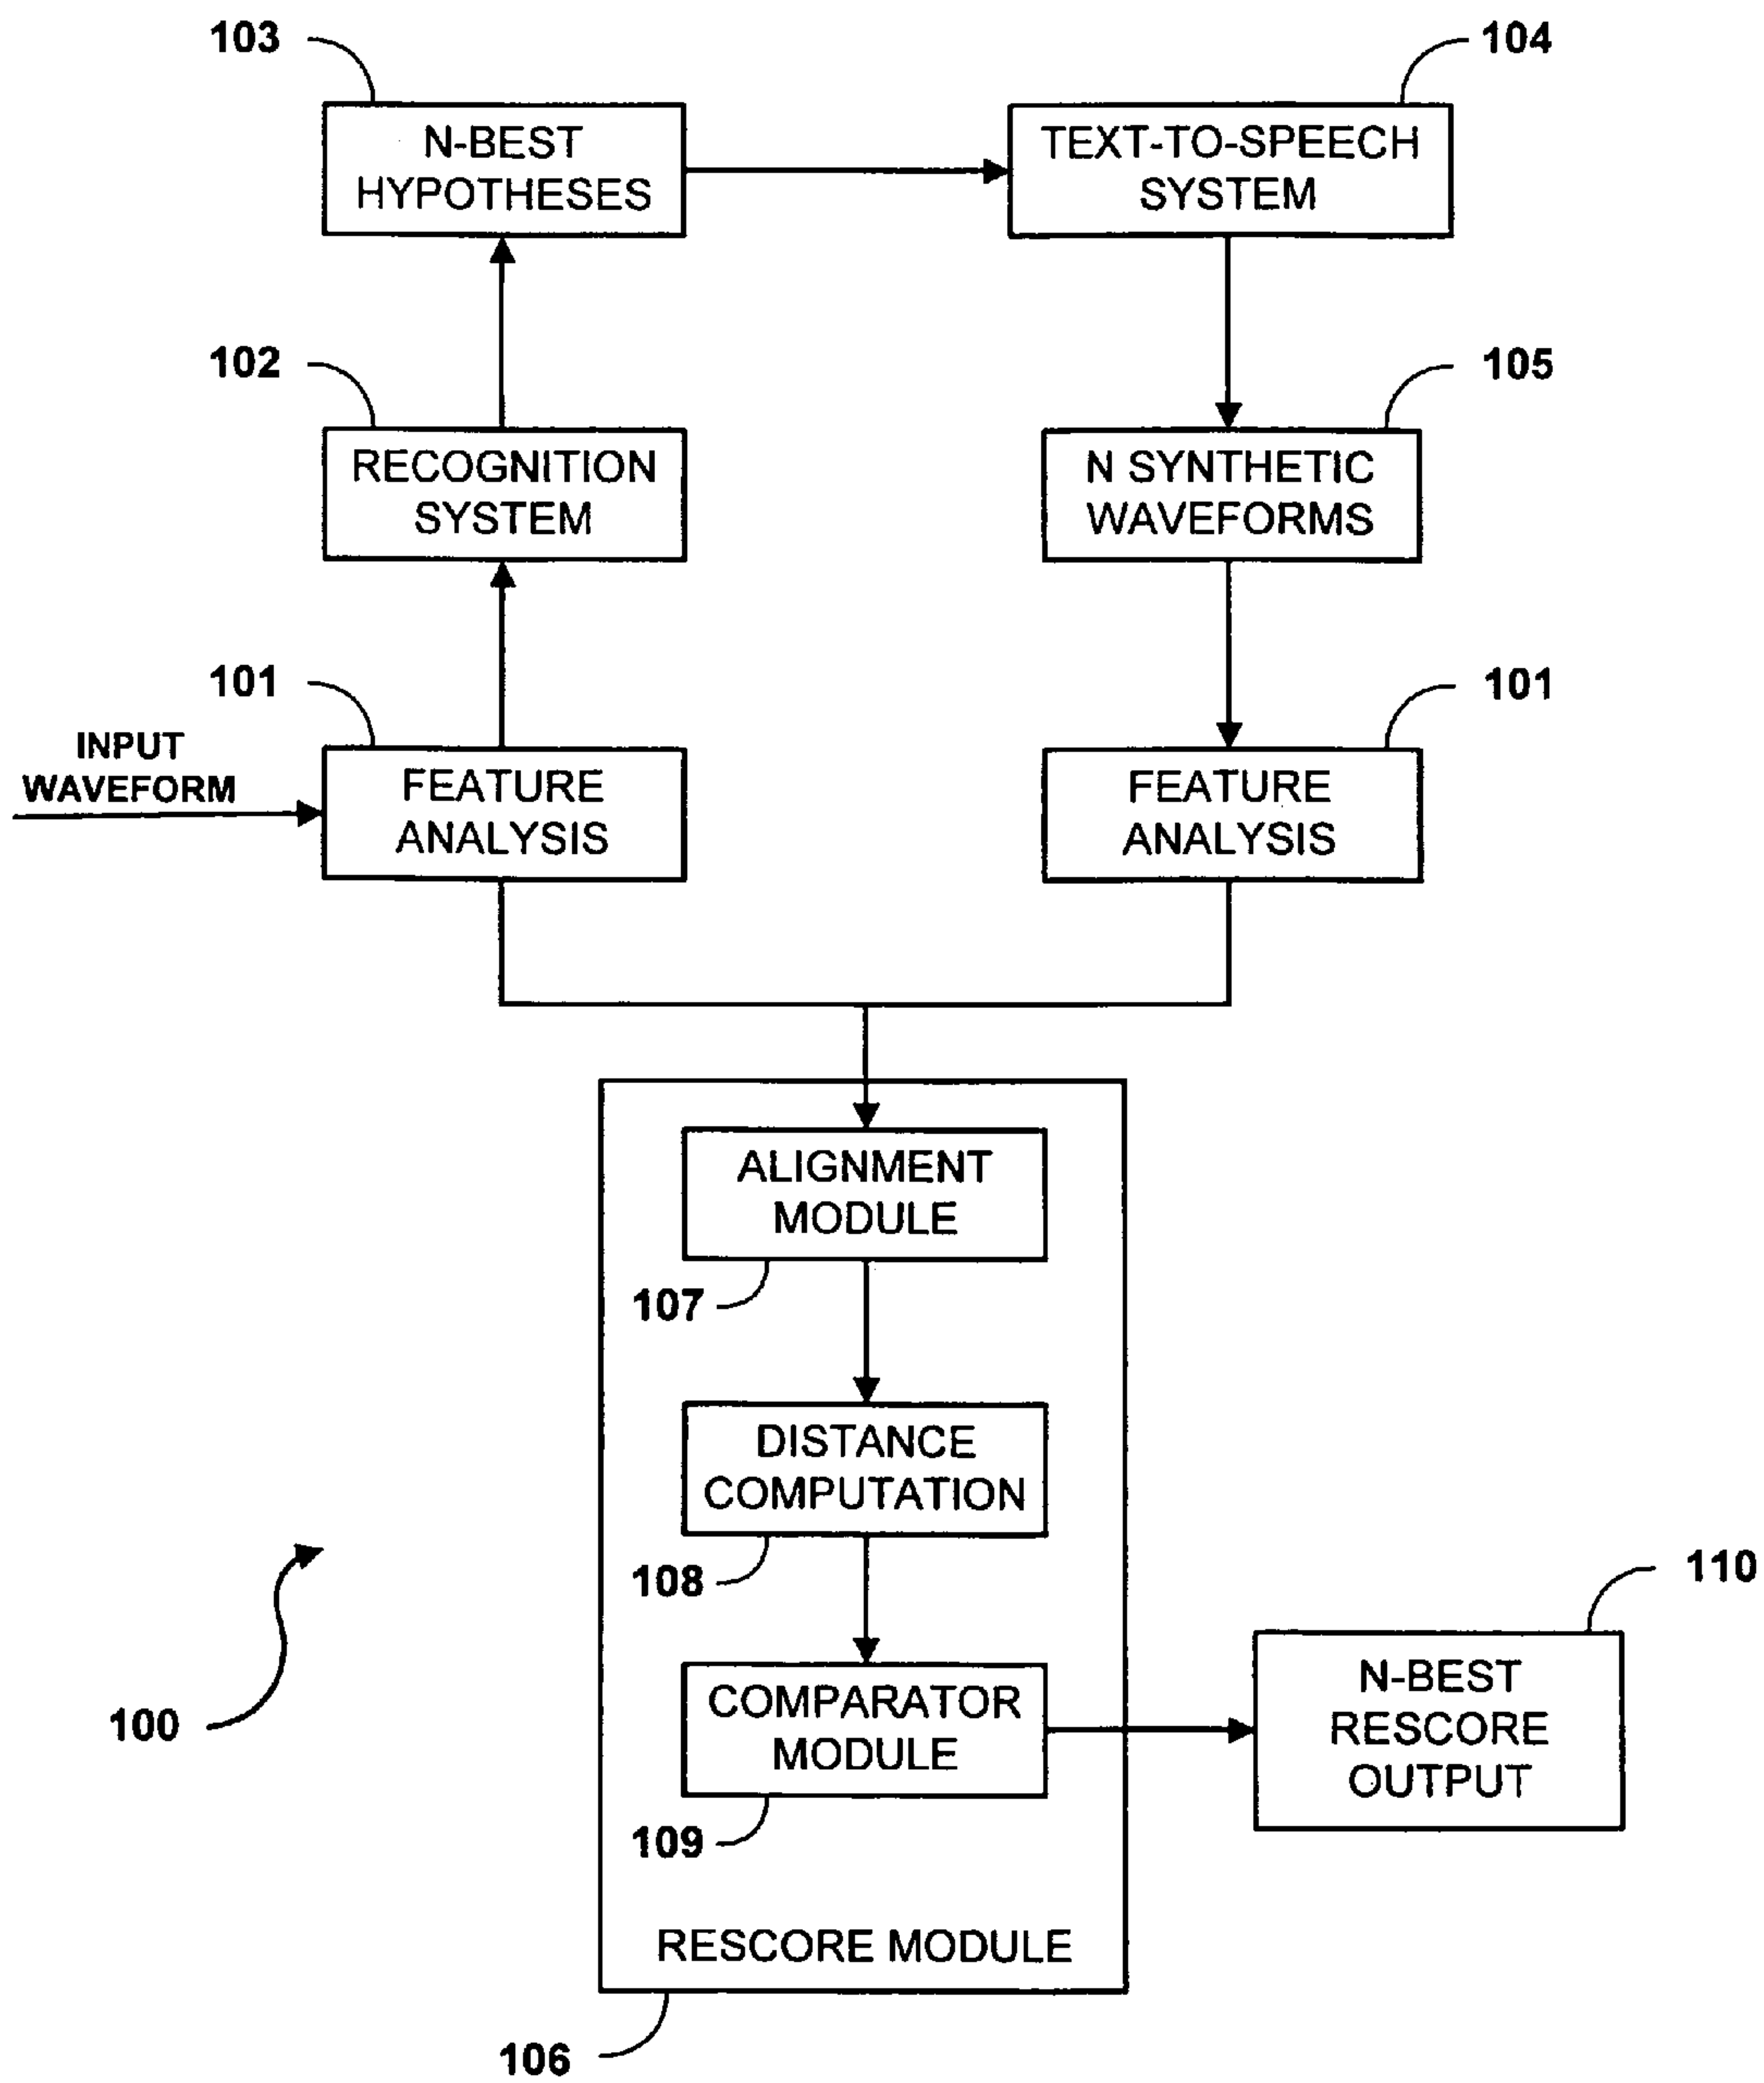 103
104
N-BEST
HYPOTHESES
TEXT-TO-SPEECH
SYSTEM
102
105
RECOGNITION
SYSTEM
N SYNTHETIC
WAVEFORMS
101
101
INPUT
WAVEFORM
FEATURE
ANALYSIS
FEATURE
ANALYSIS
ALIGNMENT
MODULE
107
DISTANCE
COMPUTATION
108
110
COMPARATOR
MODULE
109
N-BEST
RESCORE
OUTPUT
100
RESCORE MODULE
106